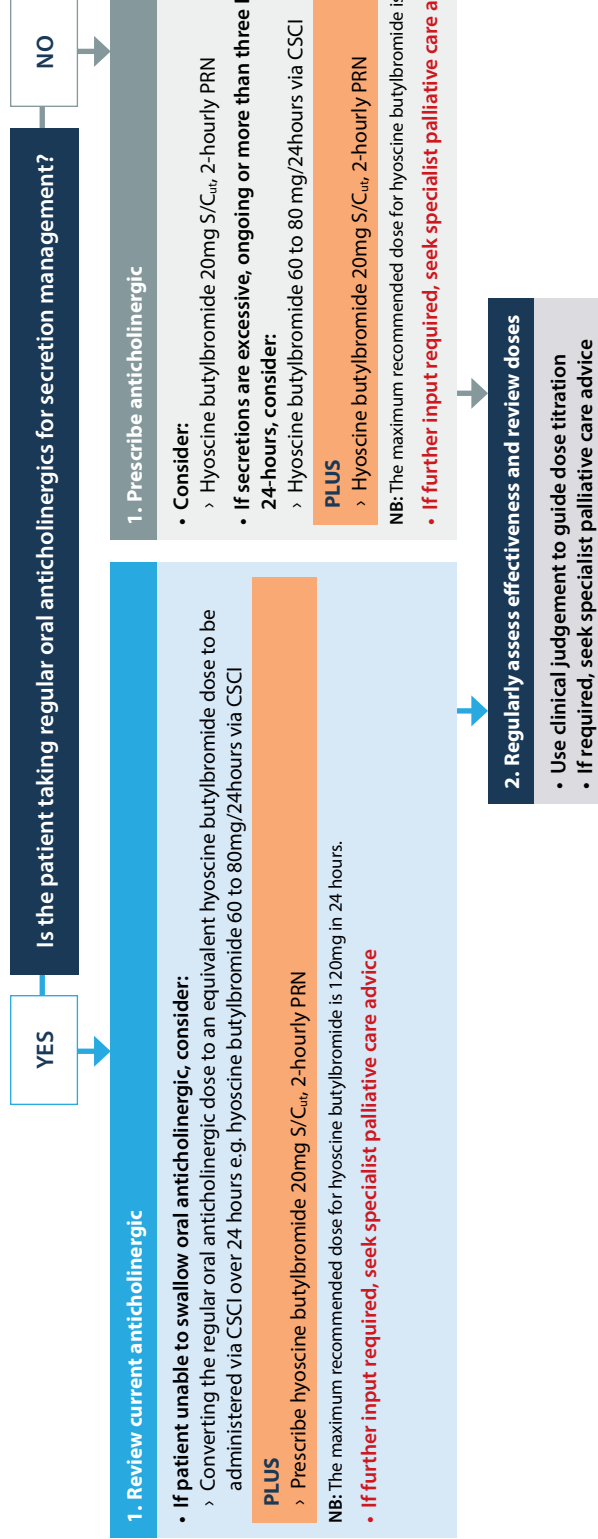 Is the patient taking regular oral anticholinergics for secretion management?
YES
NO
1. Review current anticholinergic
• If patient unable to swallow oral anticholinergic, consider:
› Converting the regular oral anticholinergic dose to an equivalent hyoscine butylbromide dose to be
administered via CSCI over 24 hours e.g. hyoscine butylbromide 60 to 80mg/24hours via CSCI
PLUS
› Prescribe hyoscine butylbromide 20mg S/Cut, 2-hourly PRN
NB: The maximum recommended dose for hyoscine butylbromide is 120mg in 24 hours.
• If further input required, seek specialist palliative care advice
1. Prescribe anticholinergic
• Consider:
› Hyoscine butylbromide 20mg S/Cut, 2-hourly PRN
• If secretions are excessive, ongoing or more than three
24-hours, consider:
› Hyoscine butylbromide 60 to 80 mg/24hours via CSCI
PLUS
› Hyoscine butylbromide 20mg S/Cut, 2-hourly PRN
NB: The maximum recommended dose for hyoscine butylbromide is
• If further input required, seek specialist palliative care
2. Regularly assess effectiveness and review doses
• Use clinical judgement to guide dose titration
• If required, seek specialist palliative care advice